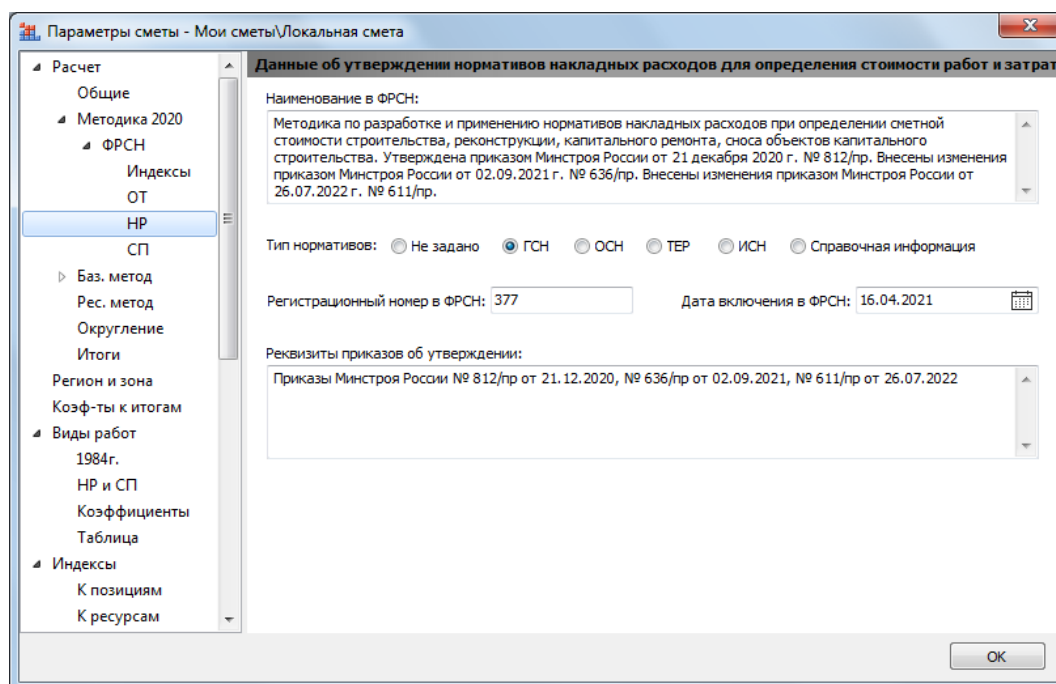 Параметры сметы - Мои сметы\Локальная смета
Расчет
Общие
Методика 2020
ФРСН
Индексы
ОТ
НР
СП
Баз. метод
Рес. метод
Округление
Итоги
Регион и зона
Коэф-ты к итогам
Виды работ
1984г.
НР и СП
Коэффициенты
Таблица
Индексы
К позициям
К ресурсам
Данные об утверждении нормативов накладных расходов для определения стоимости работ и затрат
Наименование в ФРСН:
Методика по разработке и применению нормативов накладных расходов при определении сметной
стоимости строительства, реконструкции, капитального ремонта, сноса объектов капитального
строительства. Утверждена приказом Минстроя России от 21 декабря 2020 г. № 812/пр. Внесены изменения
приказом Минстроя России от 02.09.2021 г. № 636/пр. Внесены изменения приказом Минстроя России от
26.07.2022 г. № 611/пр.
Тип нормативов: Не задано ГСН ОСН ТЕР ИСН Справочная информация
Регистрационный номер в ФРСН: 377 Дата включения в ФРСН: 16.04.2021
Реквизиты приказов об утверждении:
Приказы Минстроя России № 812/пр от 21.12.2020, № 636/пр от 02.09.2021, № 611/пр от 26.07.2022
ОК